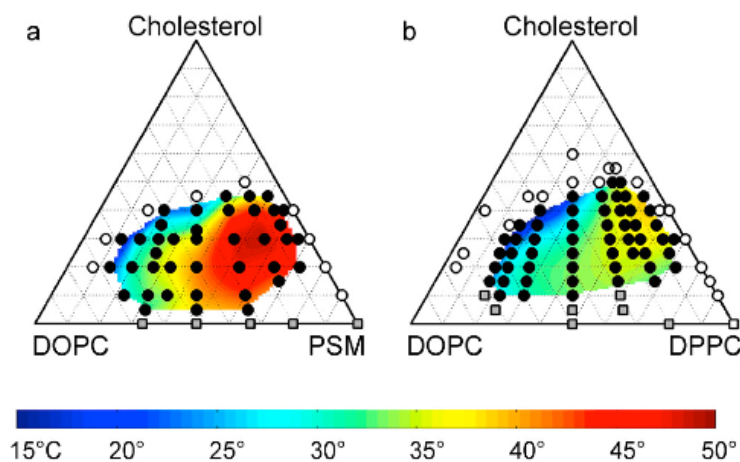 a
Cholesterol
DOPC
PSM
b
Cholesterol
DOPC
DPPC
15°C 20° 25° 30° 35° 40° 45° 50°